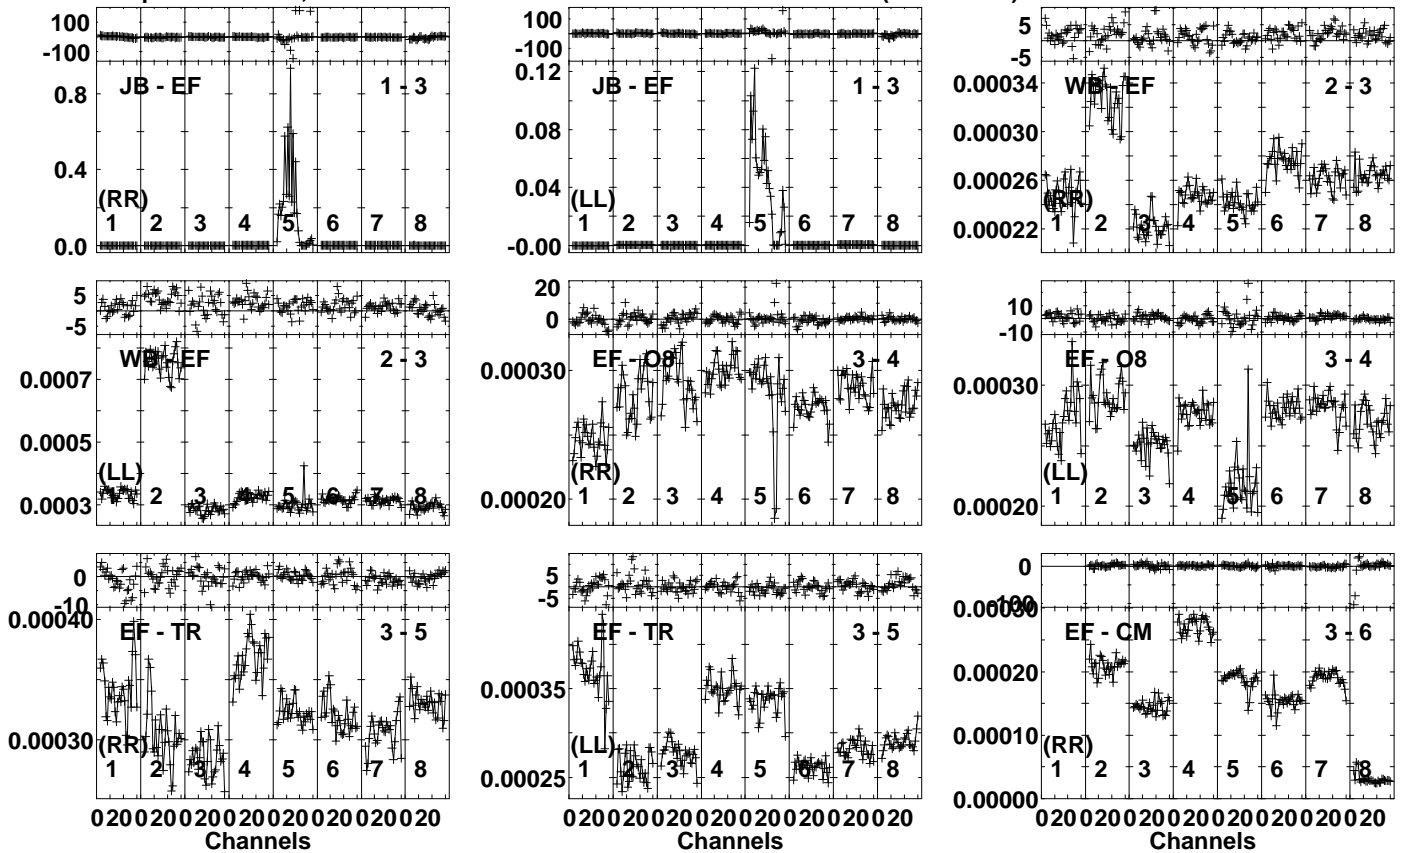 100 100 5
-100 -100 -5
JB - EF 1 - 3 JB - EF 1 - 3 WB - EF 2 - 3
0.8 0.12 0.00034
0.4 0.08 0.00030
(RR) 0.04 (LL) 0.00026 (RR)
1 2 3 4 5 6 7 8 1 2 3 4 5 6 7 8 1 2 3 4 5 6 7 8
0.0 -0.00 0.00022
5 20 10
-5 0 -10
WB - EF 2 - 3 EF - O8 3 - 4 EF - O8 3 - 4
0.0007 0.00030 0.00030
0.0005
(LL) (RR) (LL)
1 2 3 4 5 6 7 8 1 2 3 4 5 6 7 8 1 2 3 4 5 6 7 8
0.0003 0.00020 0.00020
0 5 0
-10 -5 -100
0.00040 0.00030
EF - TR 3 - 5 EF - TR 3 - 5 EF - CM 3 - 6
0.00035 0.00020
0.00030 (RR) (LL) 0.00010 (RR)
1 2 3 4 5 6 7 8 1 2 3 4 5 6 7 8 1 2 3 4 5 6 7 8
0.00025 0.00000
0 20 0 20 0 20 0 20 0 20 0 20 0 20 0 20 0 20 0 20 0 20 0 20 0 20 0 20 0 20 0 20 0 20 0 20 0 20 0 20 0 20 0 20 0 20 0 20
Channels Channels Channels